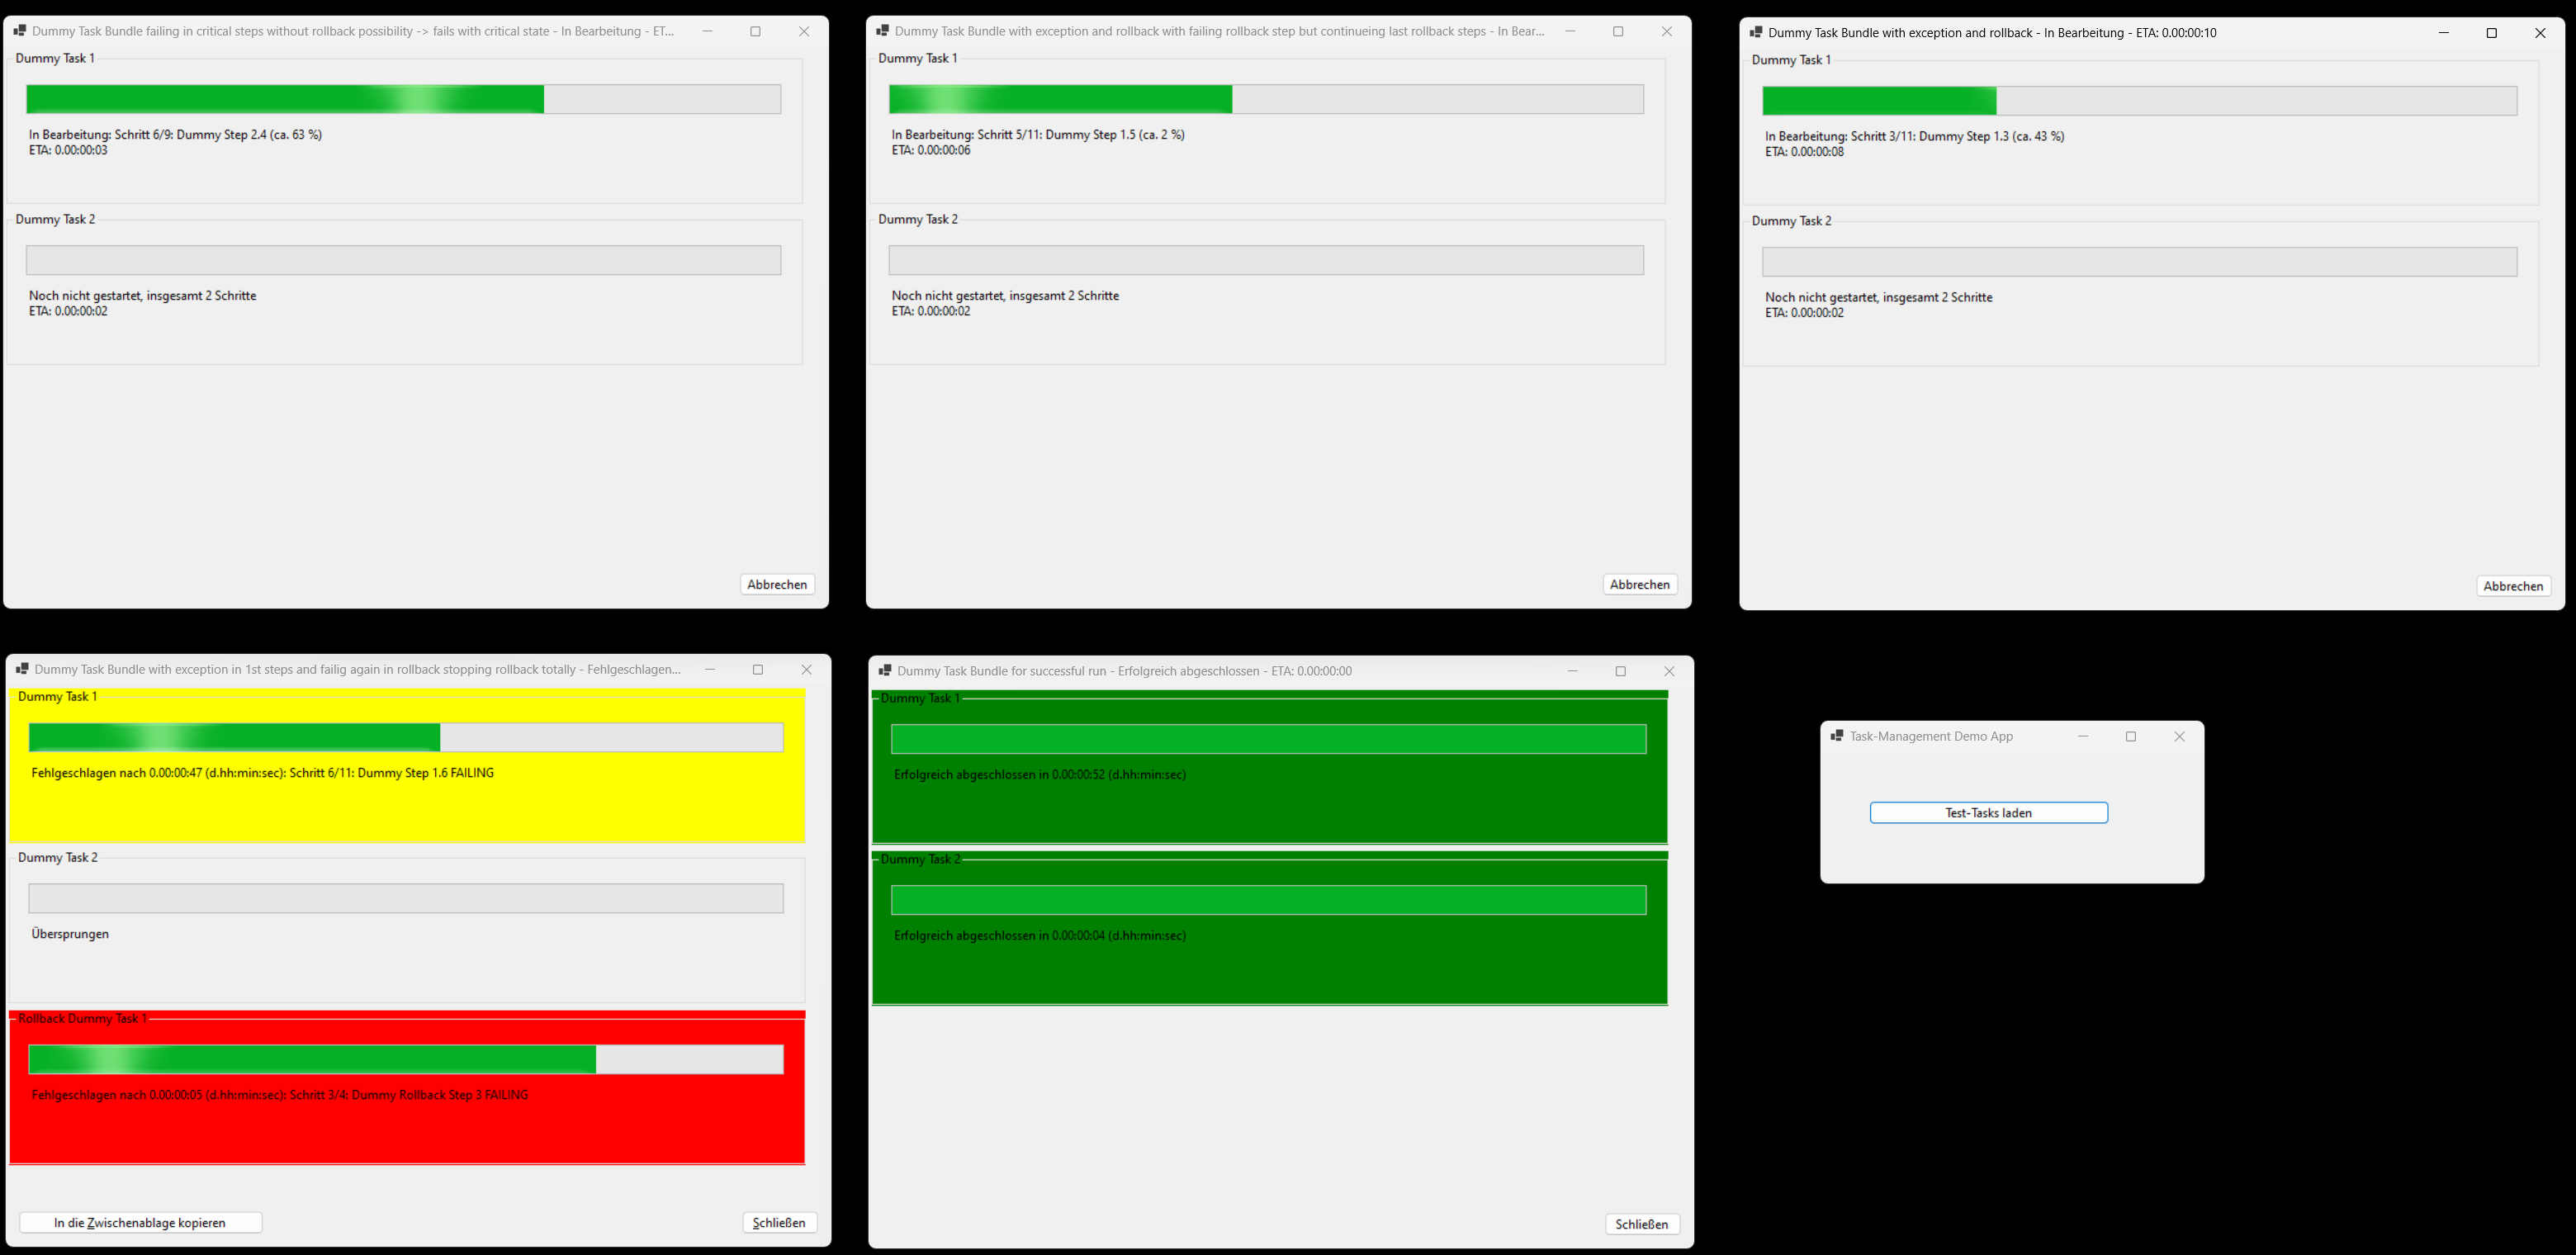 Dummy Task Bundle failing in critical steps without rollback possibility -> fails with critical state - In Bearbeitung - ET...
Dummy Task 1
In Bearbeitung: Schritt 6/9: Dummy Step 2.4 (ca. 63 %)
ETA: 0.00:00:03
Dummy Task 2
Noch nicht gestartet, insgesamt 2 Schritte
ETA: 0.00:00:02
Abbrechen
Dummy Task Bundle with exception and rollback with failing rollback step but continueing last rollback steps - In Bear...
Dummy Task 1
In Bearbeitung: Schritt 5/11: Dummy Step 1.5 (ca. 2 %)
ETA: 0.00:00:06
Dummy Task 2
Noch nicht gestartet, insgesamt 2 Schritte
ETA: 0.00:00:02
Abbrechen
Dummy Task Bundle with exception and rollback - In Bearbeitung - ETA: 0.00:00:10
Dummy Task 1
In Bearbeitung: Schritt 3/11: Dummy Step 1.3 (ca. 43 %)
ETA: 0.00:00:08
Dummy Task 2
Noch nicht gestartet, insgesamt 2 Schritte
ETA: 0.00:00:02
Abbrechen
Dummy Task Bundle with exception in 1st steps and failig again in rollback stopping rollback totally - Fehlgeschlagen...
Dummy Task 1
Fehlgeschlagen nach 0.00:00:47 (d.hh:min:sec): Schritt 6/11: Dummy Step 1.6 FAILING
Dummy Task 2
Übersprungen
Rollback Dummy Task 1
Fehlgeschlagen nach 0.00:00:05 (d.hh:min:sec): Schritt 3/4: Dummy Rollback Step 3 FAILING
In die Zwischenablage kopieren
Schließen
Dummy Task Bundle for successful run - Erfolgreich abgeschlossen - ETA: 0.00:00:00
Dummy Task 1
Erfolgreich abgeschlossen in 0.00:00:52 (d.hh:min:sec)
Dummy Task 2
Erfolgreich abgeschlossen in 0.00:00:04 (d.hh:min:sec)
Schließen
Task-Management Demo App
Test-Tasks laden